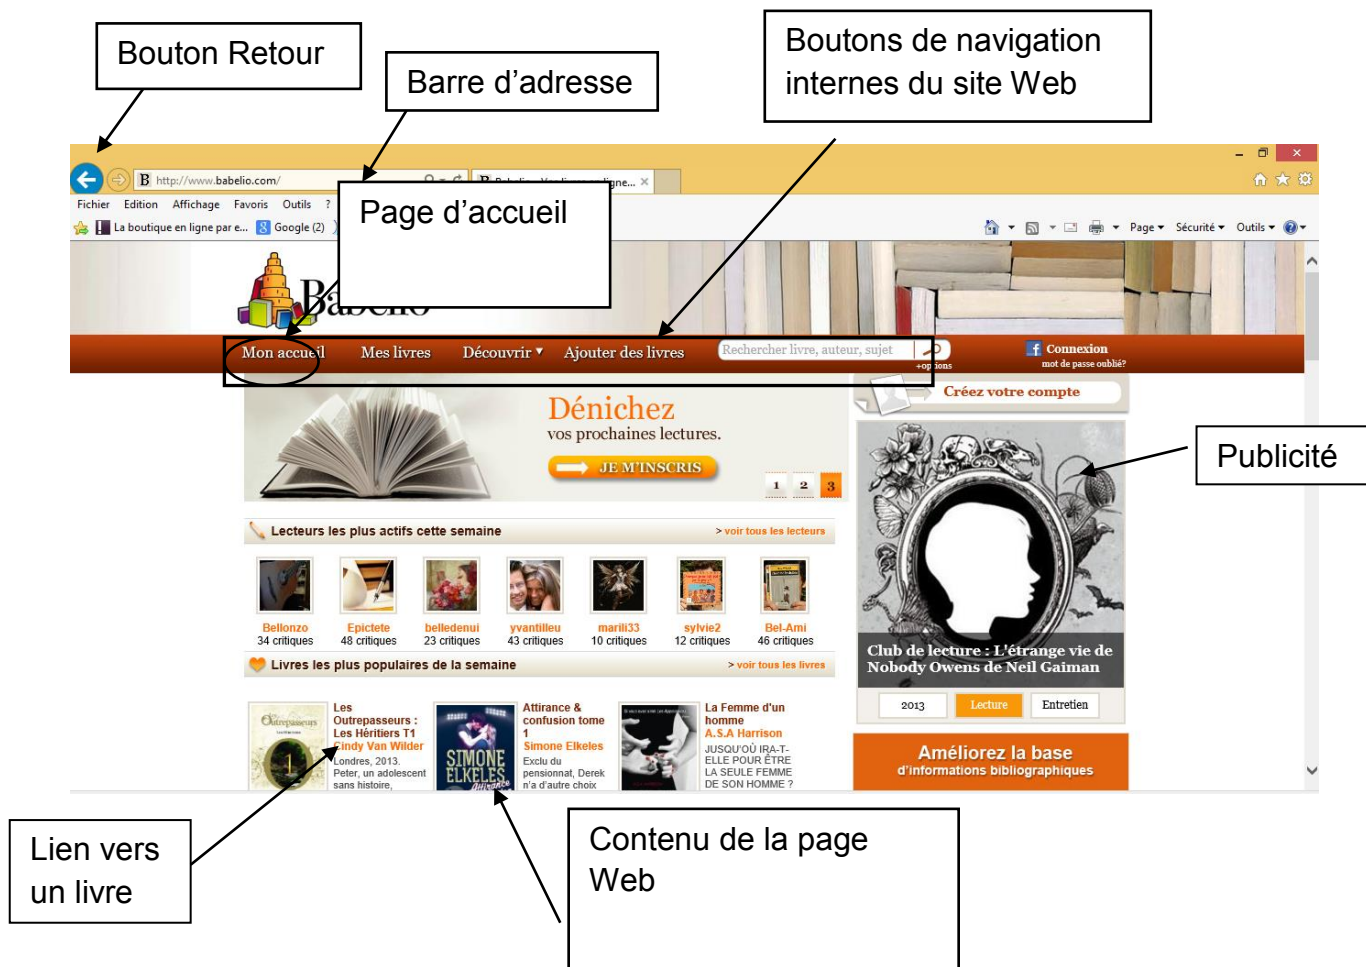 Bouton Retour
Barre d’adresse
Boutons de navigation
internes du site Web
http://www.babelio.com/
Fichier Edition Affichage Favoris Outils ?
La boutique en ligne par e... Google (2)
Page ▾ Sécurité ▾ Outils ▾
Page d’accueil
Babelio
Mon accueil Mes livres Découvrir ▾ Ajouter des livres
Rechercher livre, auteur, sujet
+options
Connexion
mot de passe oublié?
Dénichez
vos prochaines lectures.
JE M'INSCRIS
1 2 3
Créez votre compte
Publicité
Lecteurs les plus actifs cette semaine > voir tous les lecteurs
Bellonzo Epictete belledenui yvantilleu marili33 sylvie2 Bel-Ami
34 critiques 48 critiques 23 critiques 43 critiques 10 critiques 12 critiques 46 critiques
Livres les plus populaires de la semaine > voir tous les livres
Club de lecture : L'étrange vie de
Nobody Owens de Neil Gaiman
2013 Lecture Entretien
Améliorez la base
d'informations bibliographiques
Outrepasseurs
Les
Outrepasseurs :
Les Héritiers T1
Cindy Van Wilder
Londres, 2013.
Peter, un adolescent
sans histoire,
SIMONE
ELKELES
Attirance
Attirance &
confusion tome
1
Simone Elkeles
Exclu du
pensionnat, Derek
n'a d'autre choix
La Femme d'un
homme
A.S.A Harrison
JUSQU'OÙ IRA-T-
ELLE POUR ÊTRE
LA SEULE FEMME
DE SON HOMME ?
Lien vers
un livre
Contenu de la page
Web